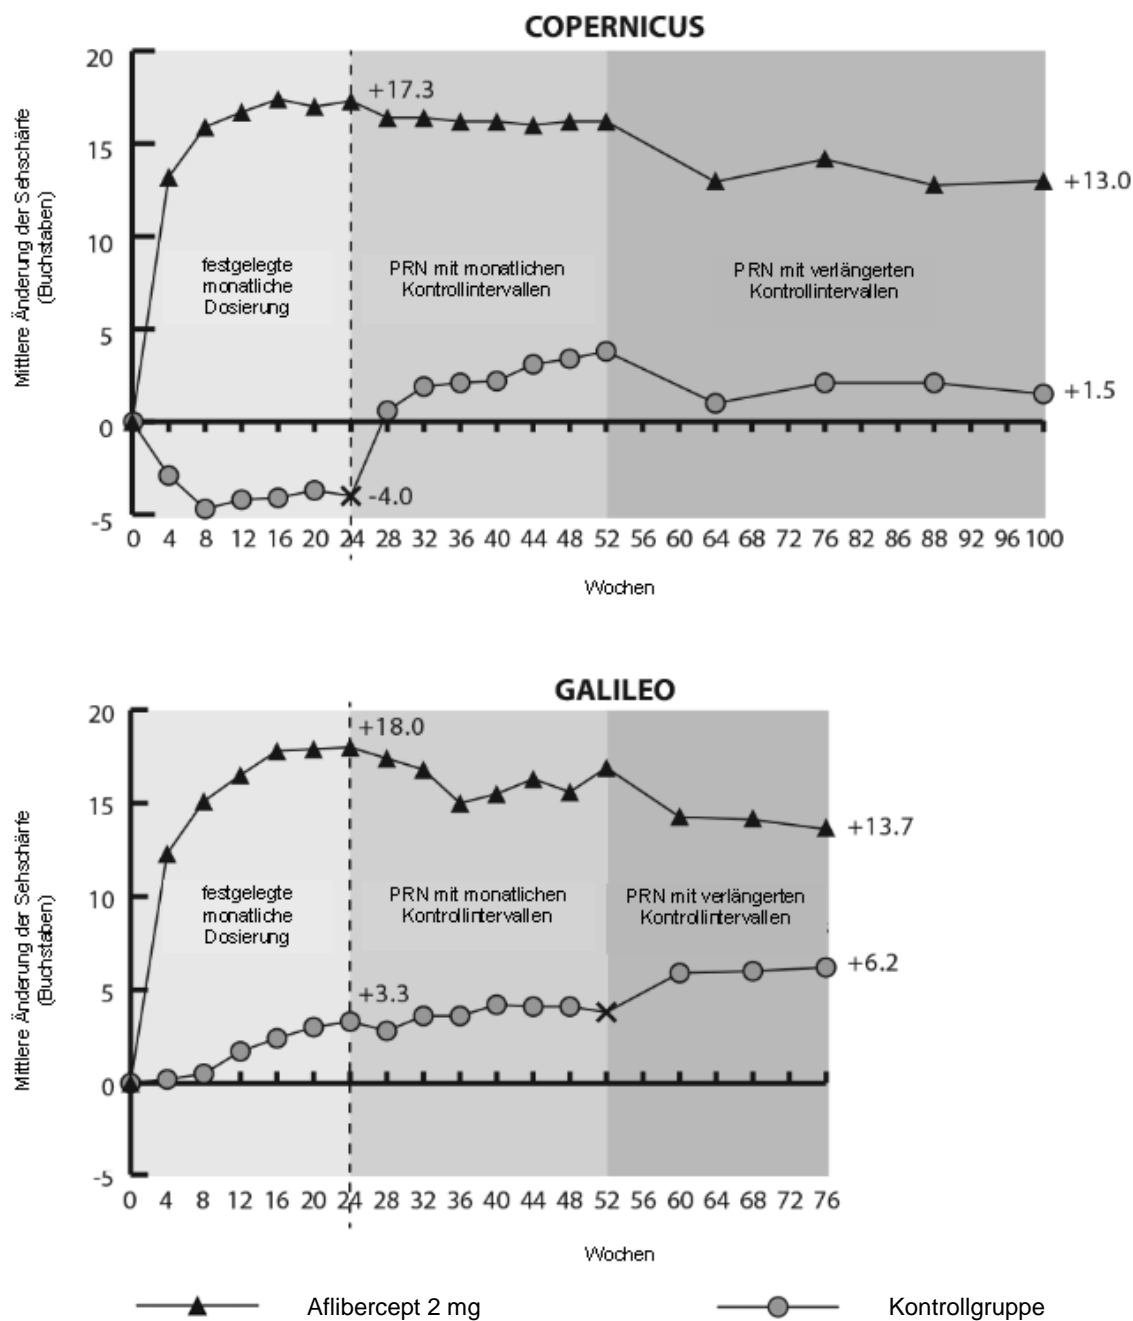 COPERNICUS
Mittlere Änderung der Sehschärfe
(Buchstaben)
20
15
10
5
0
-5
+17.3
+13.0
festgelegte
monatliche
Dosierung
PRN mit monatlichen
Kontrollintervallen
PRN mit verlängerten
Kontrollintervallen
+1.5
-4.0
0 4 8 12 16 20 24 28 32 36 40 44 48 52 56 60 64 68 72 76 80 84 88 92 96 100
Wochen
GALILEO
Mittlere Änderung der Sehschärfe
(Buchstaben)
20
15
10
5
0
-5
+18.0
+13.7
festgelegte
monatliche
Dosierung
PRN mit monatlichen
Kontrollintervallen
PRN mit verlängerten
Kontrollintervallen
+6.2
+3.3
0 4 8 12 16 20 24 28 32 36 40 44 48 52 56 60 64 68 72 76
Wochen
Aflibercept 2 mg
Kontrollgruppe